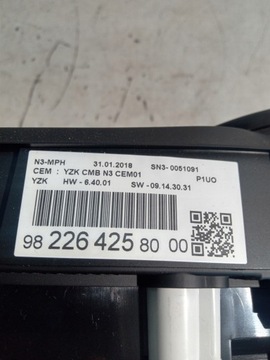 N3-MPH 31.01.2018 SN3-0051091
CEM : YZK CMB N3 CEM01 P1UO
YZK HW - 6.40.01 SW - 09.14.30.31
98 226 425 80 00